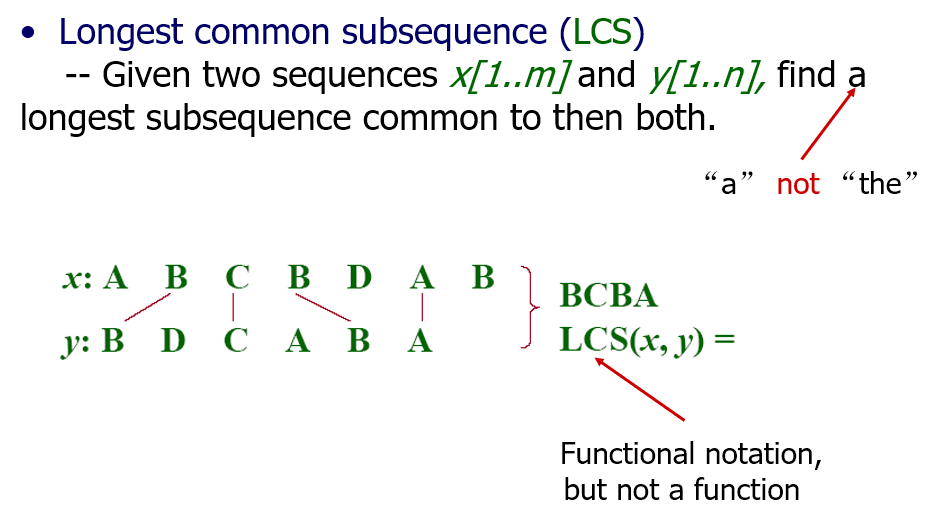 • Longest common subsequence (LCS)
-- Given two sequences x[1..m] and y[1..n], find a
longest subsequence common to then both.
“a” not “the”
x: A B C B D A B
y: B D C A B A
BCBA
LCS(x, y) =
Functional notation,
but not a function